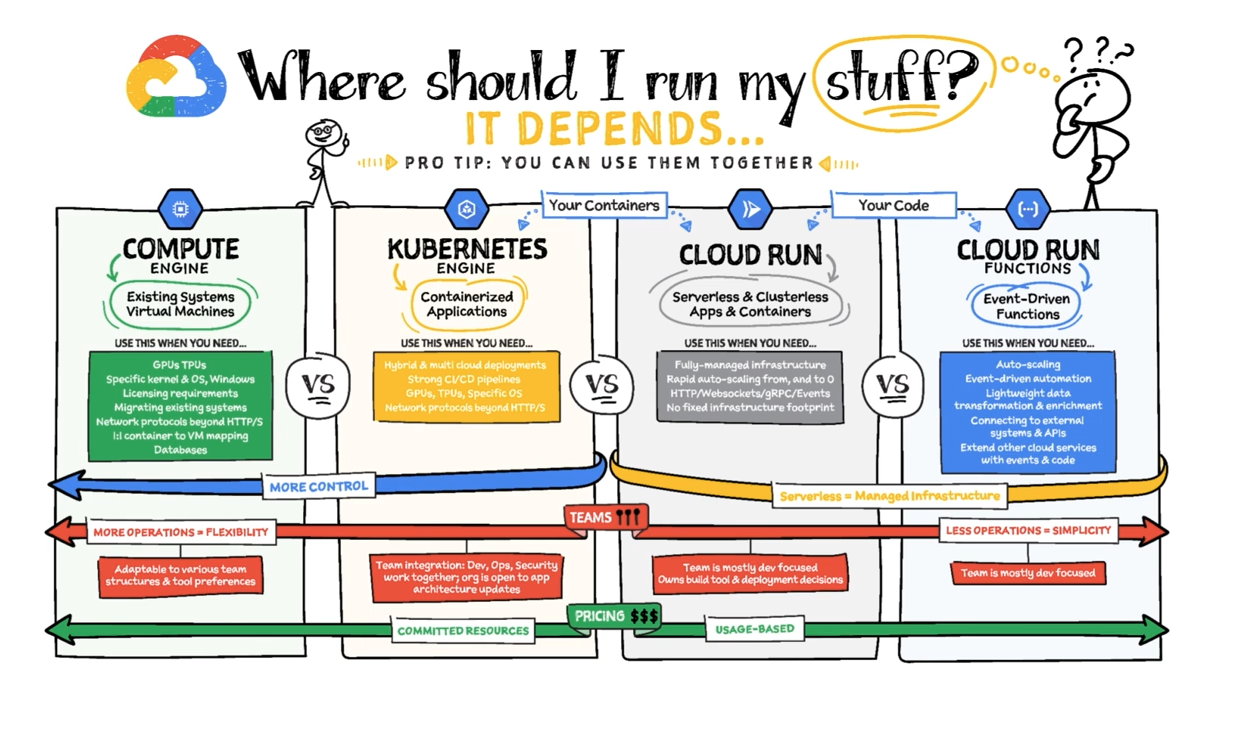 Where should I run my stuff?
? ? ?
IT DEPENDS...
PRO TIP: YOU CAN USE THEM TOGETHER
Your Containers
Your Code
COMPUTE
ENGINE
Existing Systems
Virtual Machines
USE THIS WHEN YOU NEED...
GPUs TPUs
Specific kernel & OS, Windows
Licensing requirements
Migrating existing systems
Network protocols beyond HTTP/S
1:1 container to VM mapping
Databases
VS
KUBERNETES
ENGINE
Containerized
Applications
USE THIS WHEN YOU NEED...
Hybrid & multi cloud deployments
Strong CI/CD pipelines
GPUs, TPUs, Specific OS
Network protocols beyond HTTP/S
VS
CLOUD RUN
Serverless & Clusterless
Apps & Containers
USE THIS WHEN YOU NEED...
Fully-managed infrastructure
Rapid auto-scaling from, and to 0
HTTP/Websockets/gRPC/Events
No fixed infrastructure footprint
VS
CLOUD RUN
FUNCTIONS
Event-Driven
Functions
USE THIS WHEN YOU NEED...
Auto-scaling
Event-driven automation
Lightweight data
transformation & enrichment
Connecting to external
systems & APIs
Extend other cloud services
with events & code
MORE CONTROL
Serverless = Managed Infrastructure
TEAMS
MORE OPERATIONS = FLEXIBILITY
LESS OPERATIONS = SIMPLICITY
Adaptable to various team
structures & tool preferences
Team integration: Dev, Ops, Security
work together; org is open to app
architecture updates
Team is mostly dev focused
Owns build tool & deployment decisions
Team is mostly dev focused
PRICING $$$
COMMITTED RESOURCES
USAGE-BASED